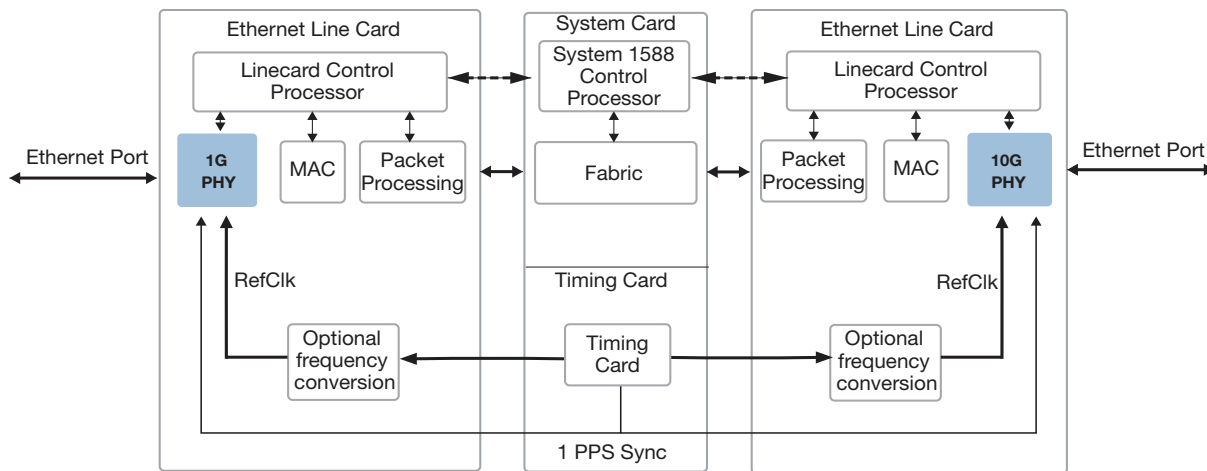 Ethernet Line Card
System Card
Ethernet Line Card
Linecard Control
Processor
System 1588
Control
Processor
Linecard Control
Processor
Ethernet Port
1G
PHY
MAC
Packet
Processing
Fabric
Packet
Processing
MAC
10G
PHY
Ethernet Port
RefClk
Timing Card
RefClk
Optional
frequency
conversion
Timing
Card
Optional
frequency
conversion
1 PPS Sync